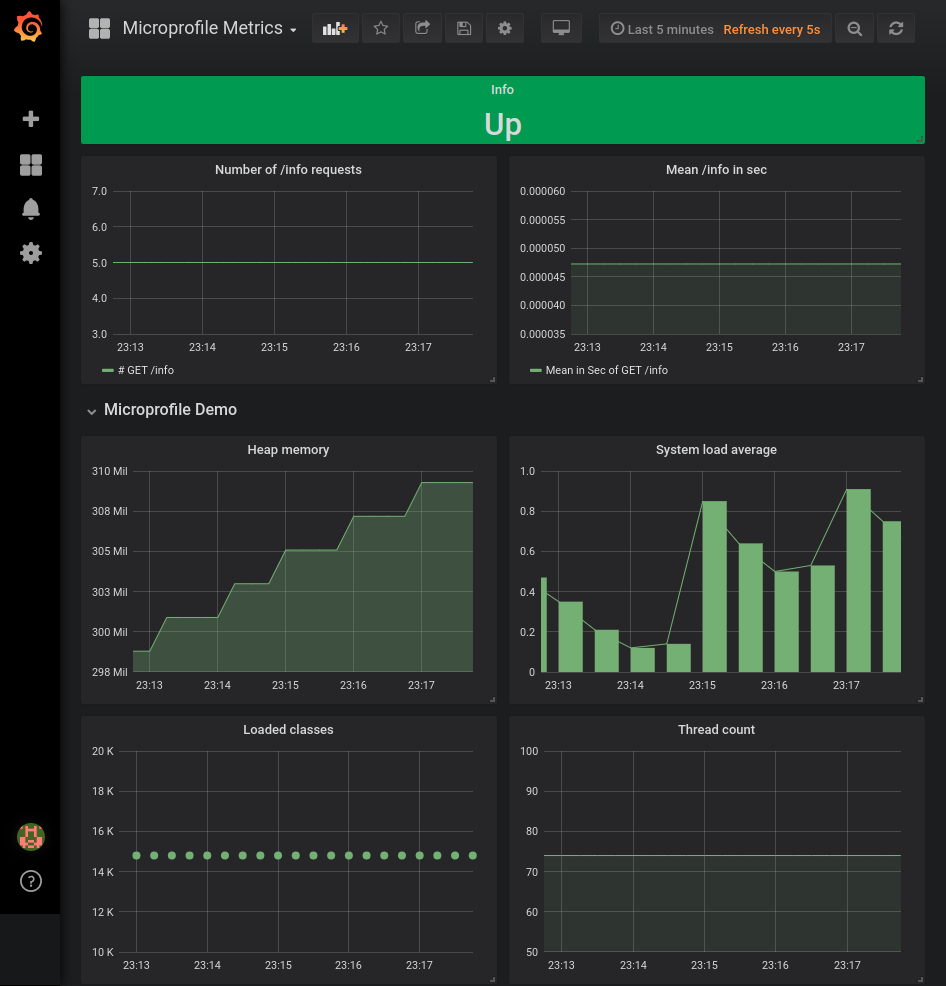 Microprofile Metrics
Last 5 minutes Refresh every 5s
Info
Up
Number of /info requests
7.0
6.0
5.0
4.0
3.0
23:13 23:14 23:15 23:16 23:17
# GET /info
Mean /info in sec
0.000060
0.000055
0.000050
0.000045
0.000040
0.000035
23:13 23:14 23:15 23:16 23:17
Mean in Sec of GET /info
Microprofile Demo
Heap memory
310 Mil
308 Mil
305 Mil
303 Mil
300 Mil
298 Mil
23:13 23:14 23:15 23:16 23:17
System load average
1.0
0.8
0.6
0.4
0.2
0
23:13 23:14 23:15 23:16 23:17
Loaded classes
20 K
18 K
16 K
14 K
12 K
10 K
23:13 23:14 23:15 23:16 23:17
Thread count
100
90
80
70
60
50
23:13 23:14 23:15 23:16 23:17
?